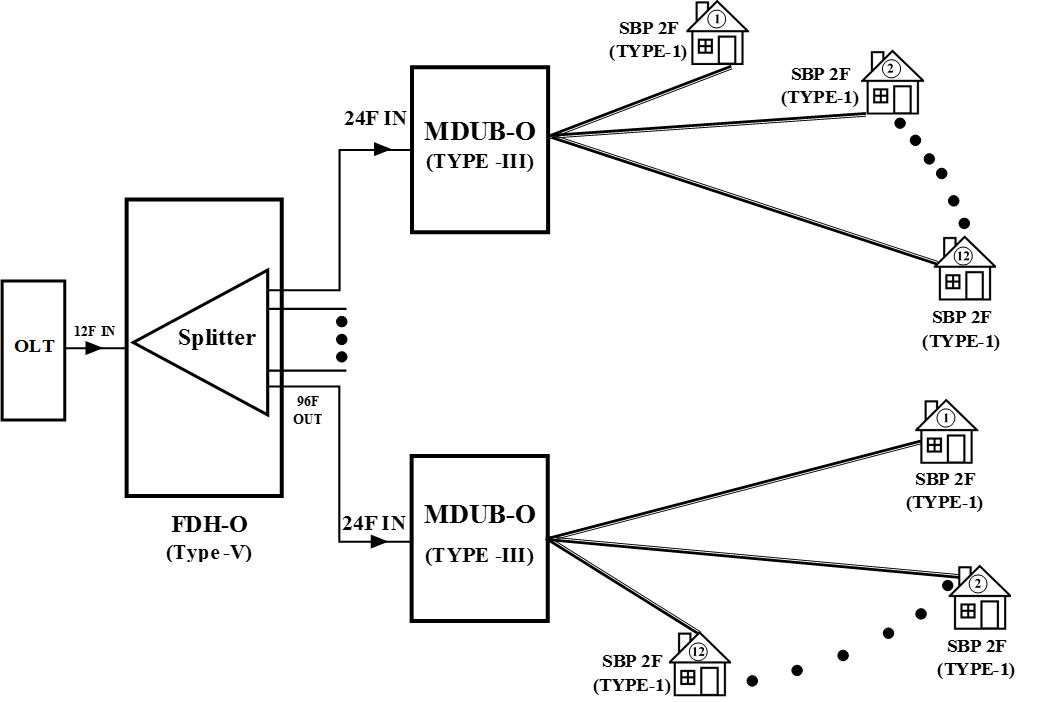 SBP 2F
(TYPE-1)
1
SBP 2F
(TYPE-1)
2
24F IN
MDUB-O
(TYPE -III)
12
SBP 2F
(TYPE-1)
OLT
12F IN
Splitter
96F
OUT
FDH-O
(Type -V)
24F IN
MDUB-O
(TYPE -III)
1
SBP 2F
(TYPE-1)
2
SBP 2F
(TYPE-1)
12
SBP 2F
(TYPE-1)